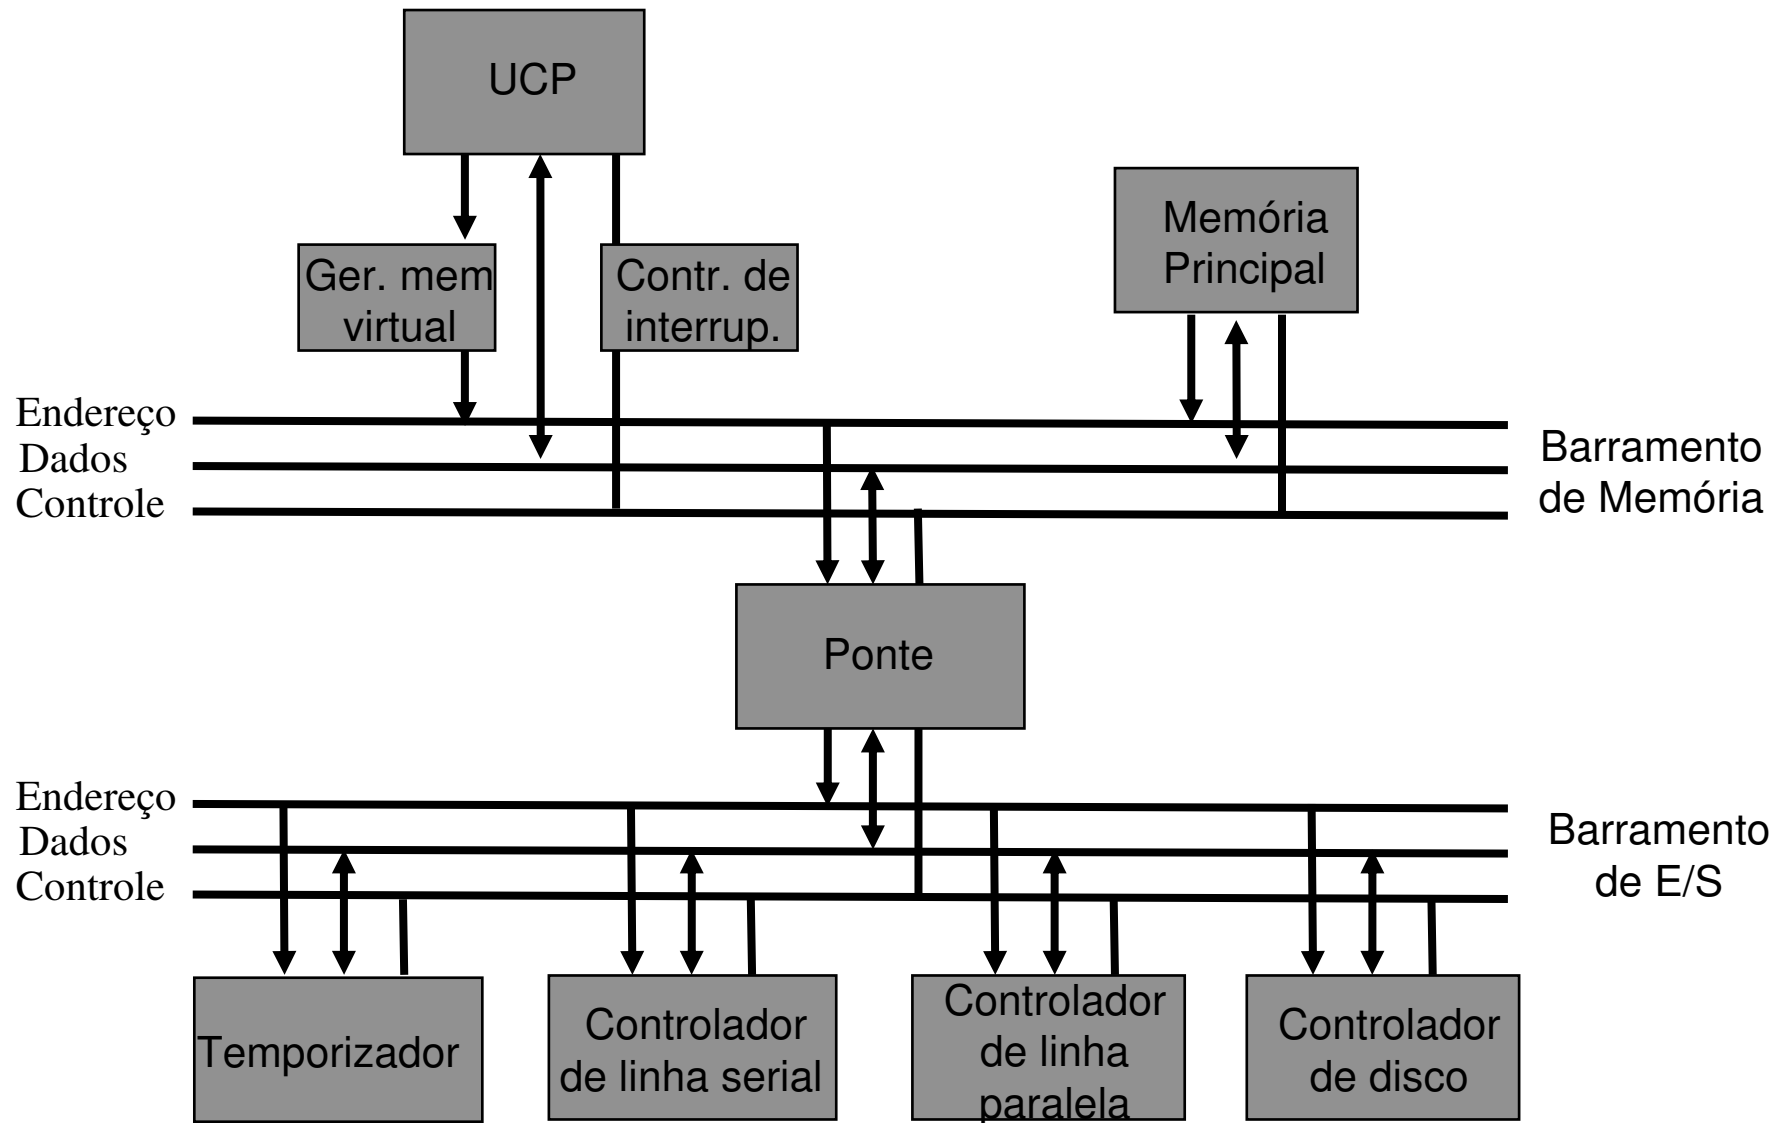 UCP
Memória
Principal
Ger. mem
virtual
Contr. de
interrup.
Endereço
Dados
Controle
Barramento
de Memória
Ponte
Endereço
Dados
Controle
Barramento
de E/S
Temporizador
Controlador
de linha serial
Controlador
de linha
paralela
Controlador
de disco